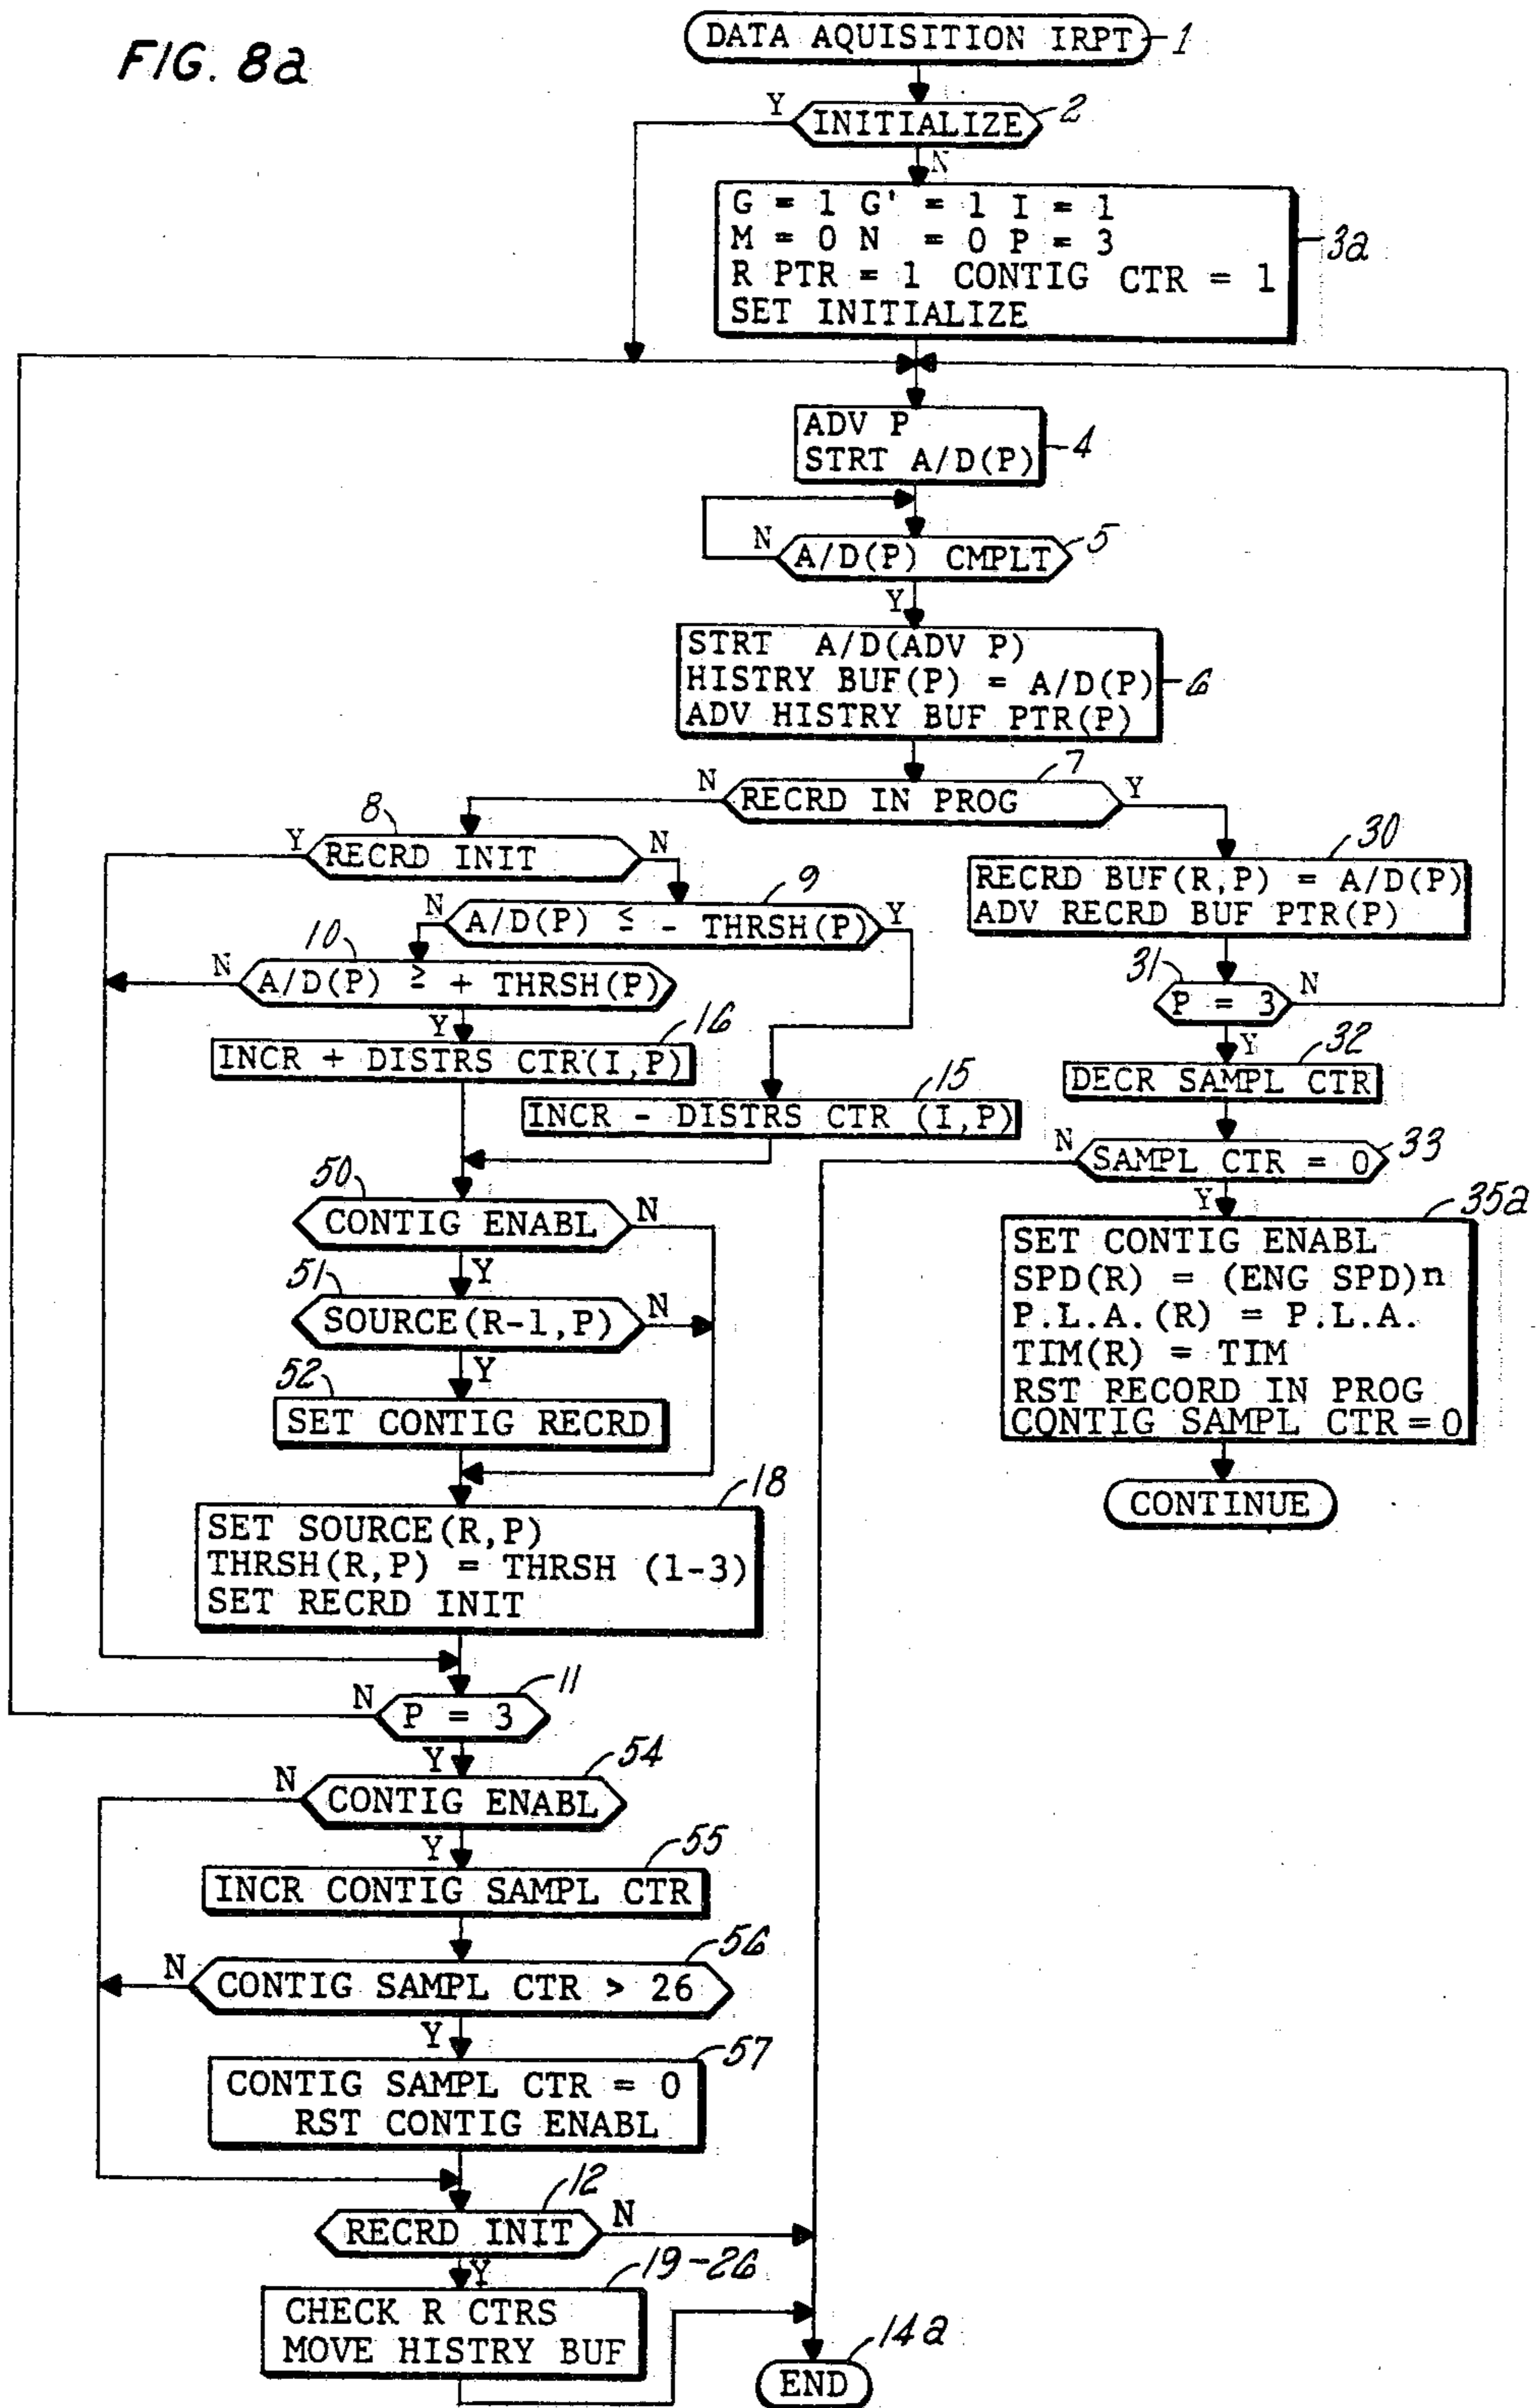 FIG. 8a
DATA AQUISITION IRPT
1
Y
INITIALIZE
2
N
G = 1 G' = 1 I = 1
M = 0 N = 0 P = 3
R PTR = 1 CONTIG CTR = 1
SET INITIALIZE
3a
ADV P
STRT A/D(P)
4
N
A/D(P) CMPLT
5
Y
STRT A/D(ADV P)
HISTRY BUF(P) = A/D(P)
ADV HISTRY BUF PTR(P)
6
N
RECRD IN PROG
7
Y
8
Y
RECRD INIT
N
30
RECRD BUF(R,P) = A/D(P)
ADV RECRD BUF PTR(P)
9
N
A/D(P) ≤ - THRSH(P)
Y
10
N
A/D(P) ≥ + THRSH(P)
Y
31
P = 3
N
Y
16
INCR + DISTRS CTR(I,P)
32
DECR SAMPL CTR
15
INCR - DISTRS CTR (I,P)
N
SAMPL CTR = 0
33
Y
50
CONTIG ENABL
N
Y
35a
SET CONTIG ENABL
SPD(R) = (ENG SPD)n
P.L.A.(R) = P.L.A.
TIM(R) = TIM
RST RECORD IN PROG
CONTIG SAMPL CTR = 0
CONTINUE
51
SOURCE(R-1,P)
N
Y
52
SET CONTIG RECRD
18
SET SOURCE(R,P)
THRSH(R,P) = THRSH (1-3)
SET RECRD INIT
N
P = 3
11
Y
N
CONTIG ENABL
54
Y
55
INCR CONTIG SAMPL CTR
56
N
CONTIG SAMPL CTR > 26
Y
57
CONTIG SAMPL CTR = 0
RST CONTIG ENABL
12
RECRD INIT
N
Y
19-26
CHECK R CTRS
MOVE HISTRY BUF
14a
END